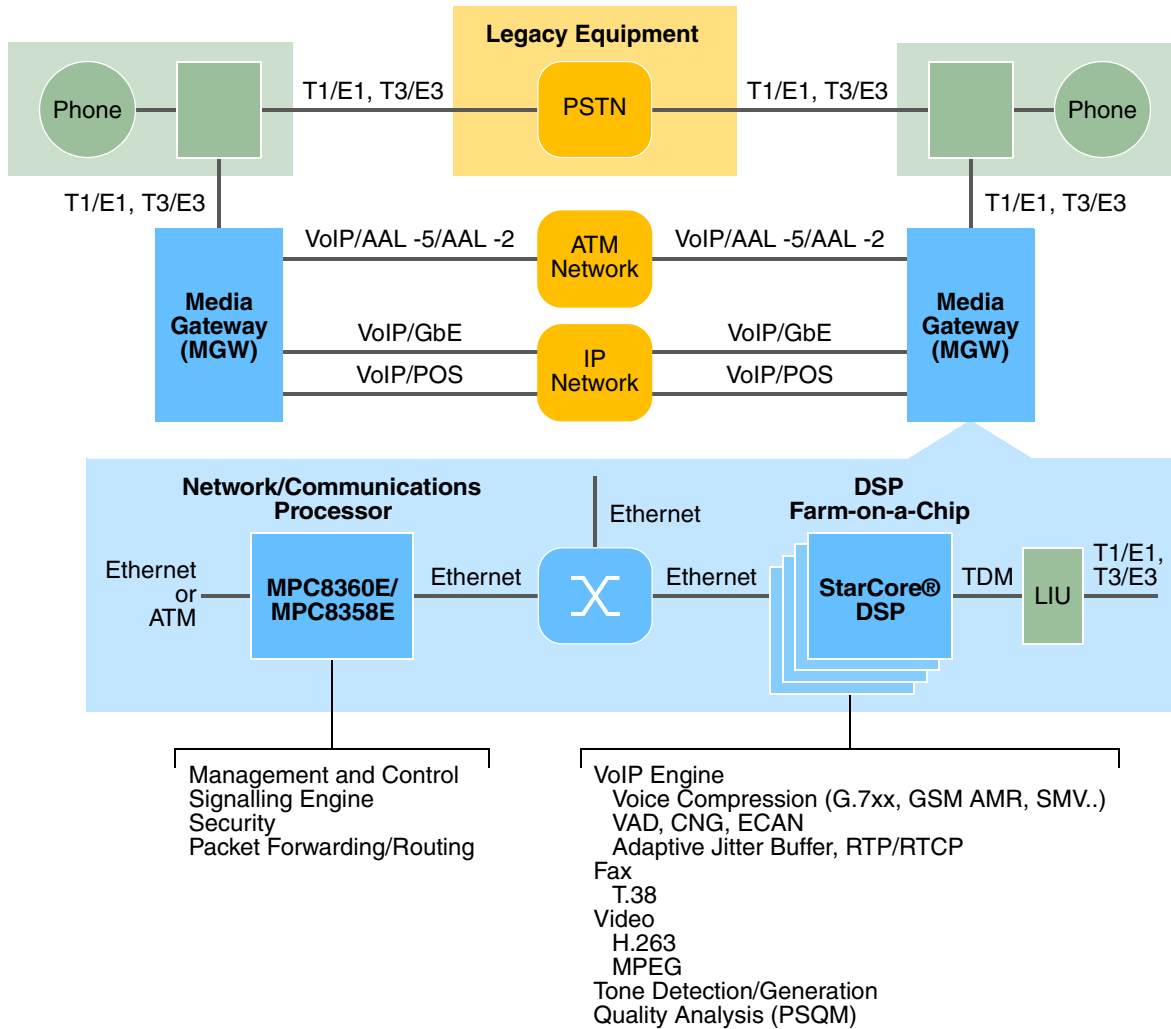 Legacy Equipment
Phone
T1/E1, T3/E3
PSTN
T1/E1, T3/E3
Phone
T1/E1, T3/E3
T1/E1, T3/E3
Media
Gateway
(MGW)
VoIP/AAL -5/AAL -2
ATM
Network
VoIP/AAL -5/AAL -2
VoIP/GbE
VoIP/POS
IP
Network
VoIP/GbE
VoIP/POS
Media
Gateway
(MGW)
Network/Communications
Processor
Ethernet
DSP
Farm-on-a-Chip
Ethernet
or
ATM
MPC8360E/
MPC8358E
Ethernet
Ethernet
StarCore®
DSP
TDM
LIU
T1/E1,
T3/E3
Management and Control
Signalling Engine
Security
Packet Forwarding/Routing
VoIP Engine
Voice Compression (G.7xx, GSM AMR, SMV..)
VAD, CNG, ECAN
Adaptive Jitter Buffer, RTP/RTCP
Fax
T.38
Video
H.263
MPEG
Tone Detection/Generation
Quality Analysis (PSQM)